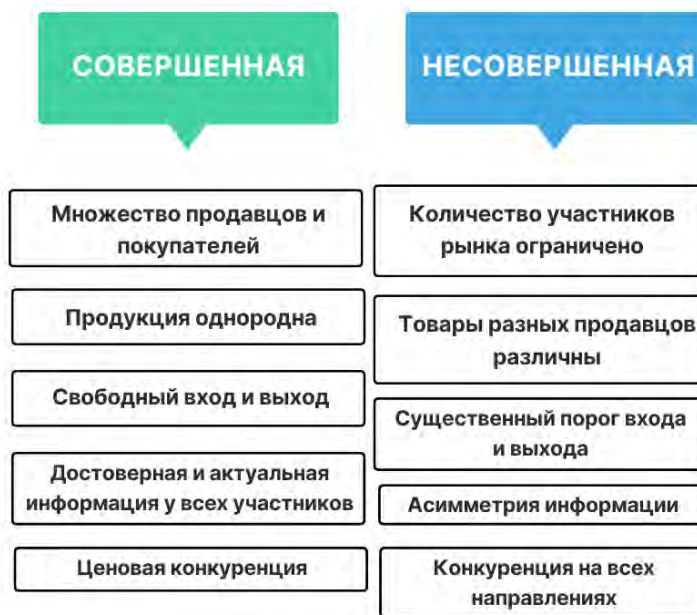 СОВЕРШЕННАЯ
Множество продавцов и
покупателей
Продукция однородна
Свободный вход и выход
Достоверная и актуальная
информация у всех участников
Ценовая конкуренция
НЕСОВЕРШЕННАЯ
Количество участников
рынка ограничено
Товары разных продавцов
различны
Существенный порог входа
и выхода
Асимметрия информации
Конкуренция на всех
направлениях